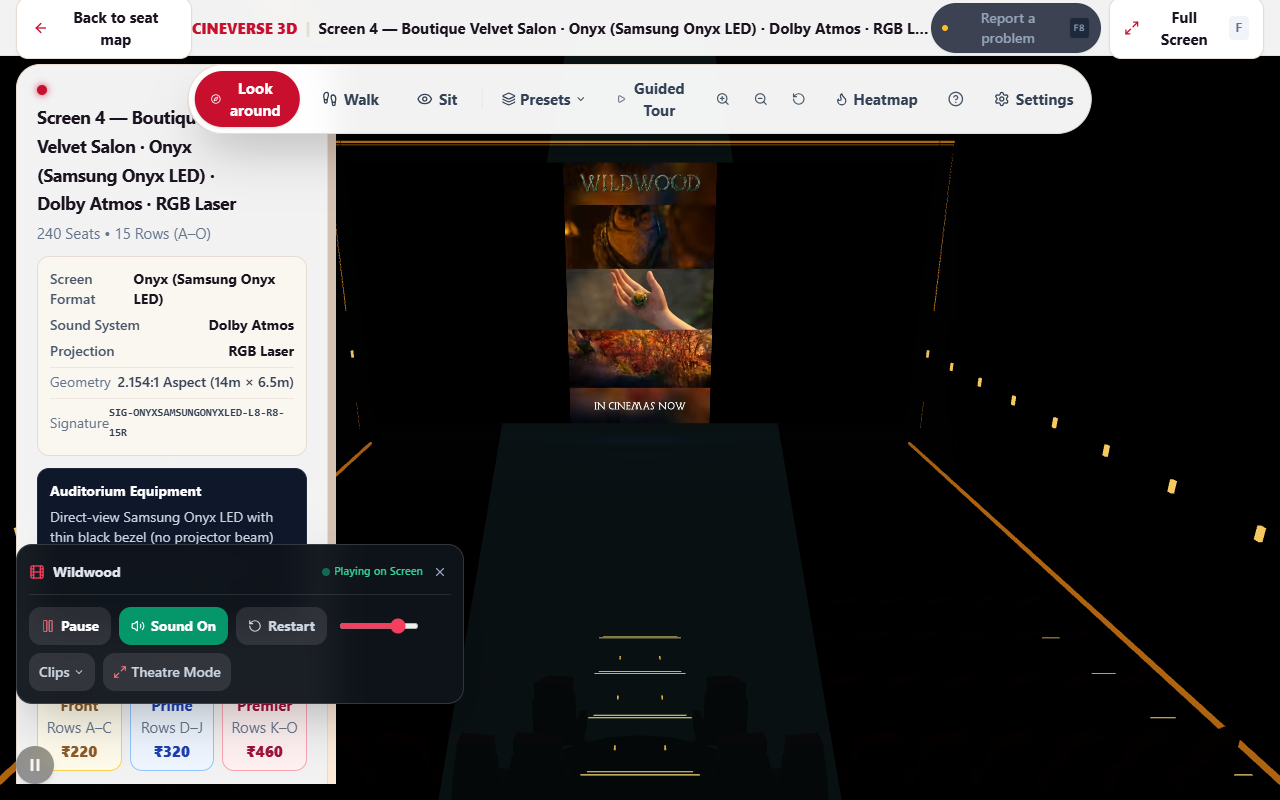 Back to seat map
CINEVERSE 3D
Screen 4 — Boutique Velvet Salon · Onyx (Samsung Onyx LED) · Dolby Atmos · RGB L...
Report a problem
F8
Full Screen
F
Look around
Walk
Sit
Presets
Guided Tour
Heatmap
Settings
Screen 4 — Boutiqu
Velvet Salon · Onyx
(Samsung Onyx LED) ·
Dolby Atmos · RGB Laser
240 Seats • 15 Rows (A–O)
Screen Format
Onyx (Samsung Onyx LED)
Sound System
Dolby Atmos
Projection
RGB Laser
Geometry
2.154:1 Aspect (14m × 6.5m)
Signature
SIG-ONYXSAMSUNGONYXLED-L8-R8-15R
Auditorium Equipment
Direct-view Samsung Onyx LED with
thin black bezel (no projector beam)
WILDWOOD
IN CINEMAS NOW
Wildwood
Playing on Screen
Pause
Sound On
Restart
Clips
Theatre Mode
Front
Rows A–C
₹220
Prime
Rows D–J
₹320
Premier
Rows K–O
₹460